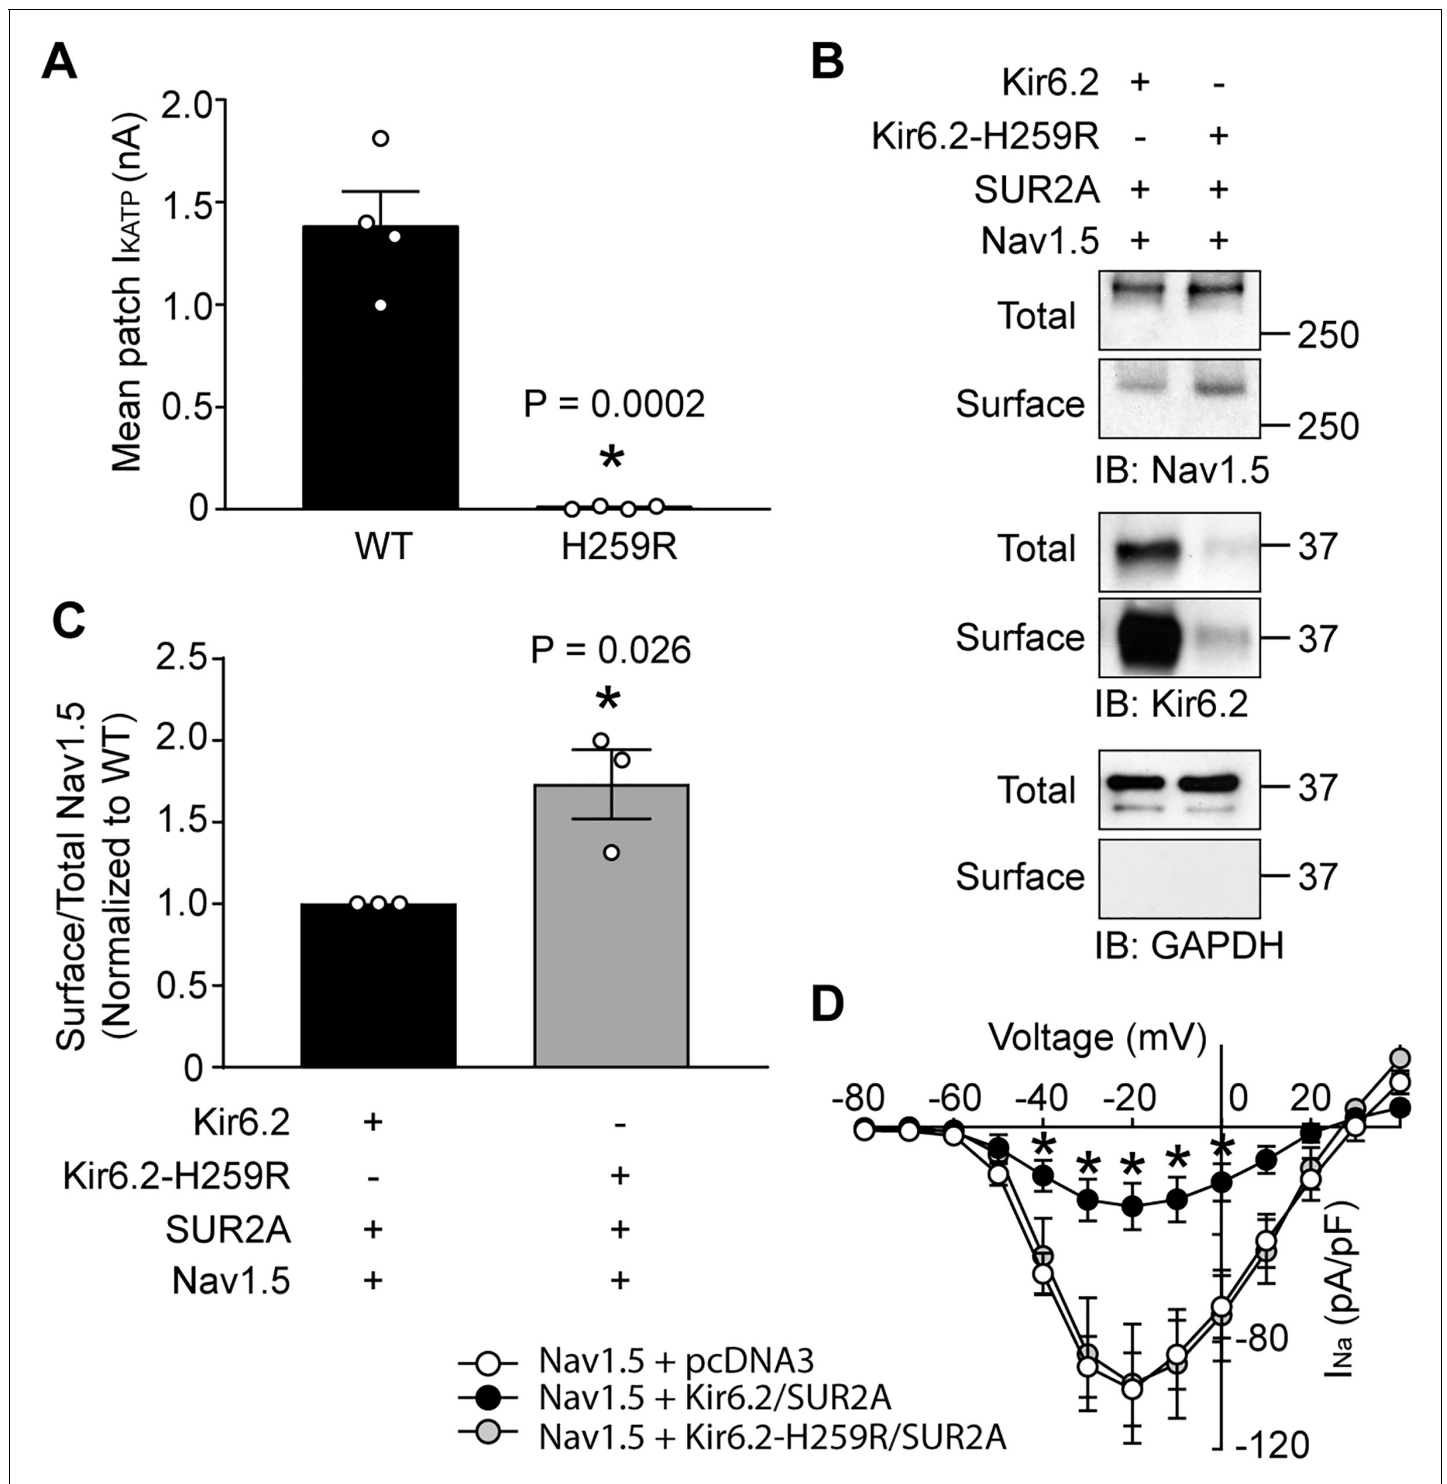 A
Mean patch IKATP (nA)
2.0
1.5
1.0
0.5
0
P = 0.0002
*
WT H259R
B
Kir6.2 + -
Kir6.2-H259R - +
SUR2A + +
Nav1.5 + +
Total 250
Surface 250
IB: Nav1.5
Total 37
Surface 37
IB: Kir6.2
Total 37
Surface 37
IB: GAPDH
C
Surface/Total Nav1.5
(Normalized to WT)
2.5
2.0
1.5
1.0
0.5
0
P = 0.026
*
Kir6.2 + -
Kir6.2-H259R - +
SUR2A + +
Nav1.5 + +
D
Voltage (mV)
-80 -60 -40 -20 0 20
* * * * *
INa (pA/pF)
-80
-120
Nav1.5 + pcDNA3
Nav1.5 + Kir6.2/SUR2A
Nav1.5 + Kir6.2-H259R/SUR2A